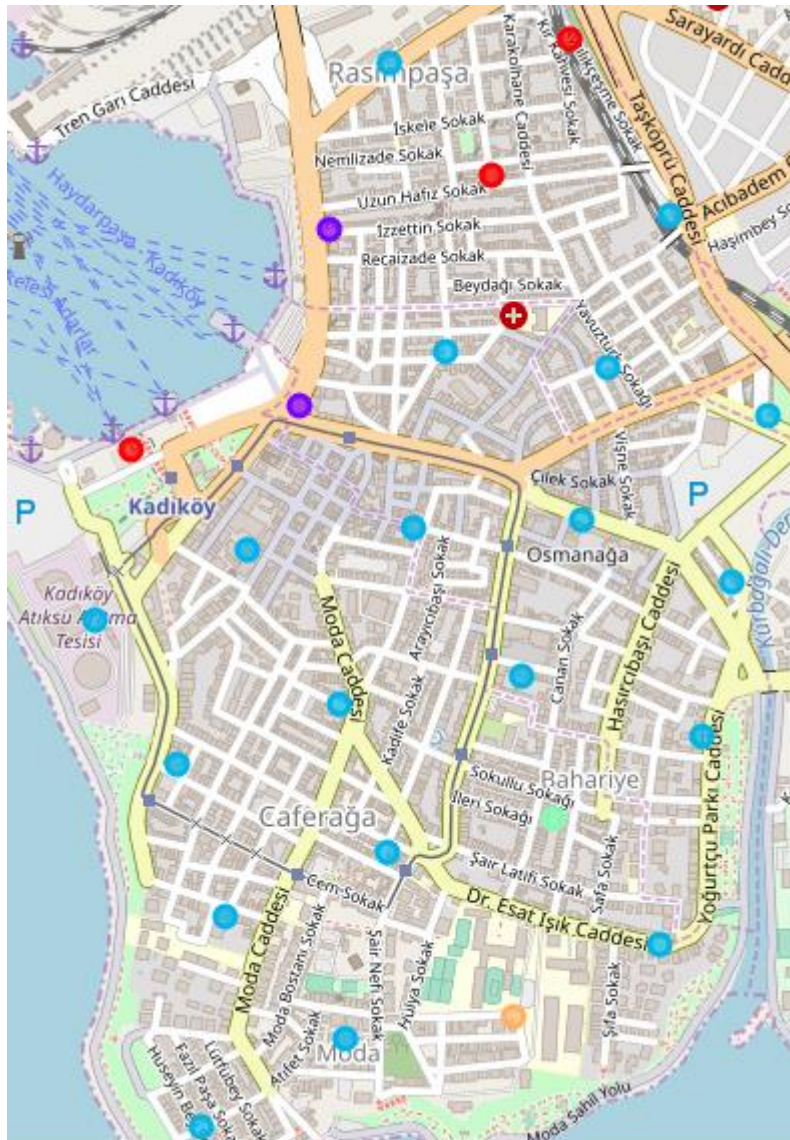 Sarayardı Cadd
Rasimpaşa
Karakolhane Caddesi
Kır Kahvesi Sokak
Tren Garı Caddesi
İskele Sokak
Nemlizade Sokak
Taşköprü Caddesi
Uzun Hafız Sokak
Acıbadem
İzzettin Sokak
Haşimbey So
Recaizade Sokak
Haydarpaşa Kadıköy
Beydağı Sokak
Yavuztürk Sokağı
Vişne Sokak
Çilek Sokak
P
Kadıköy
P
Osmanağa
Kadıköy
Atıksu
Tesisi
Moda Caddesi
Arayıcıbaşı Sokak
Canan Sokak
Hasırcıbaşı Caddesi
Kadife Sokak
Sokullu Sokağı
Bahariye
İleri Sokağı
Yoğurtçu Parkı Caddesi
Caferağa
Şair Latifi Sokak
Safa Sokak
Cem Sokak
Dr. Esat Işık Caddesi
Moda Caddesi
Moda Bostanı Sokak
Şair Nefi Sokak
Hülya Sokak
Şifa Sokak
Arifet Sokak
Moda
Lütfübey Sokak
Fazıl Paşa Soka
Moda Sahil Yolu